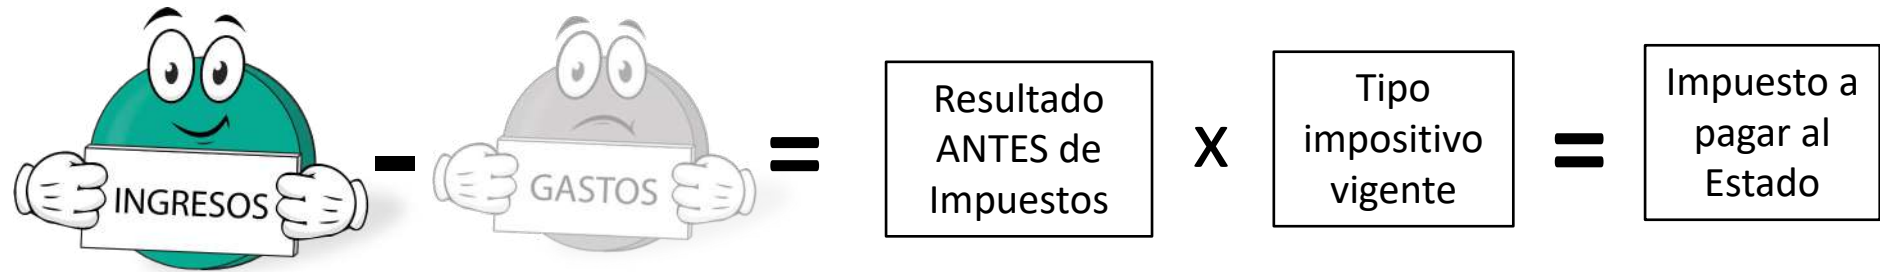 INGRESOS
-
GASTOS
=
Resultado
ANTES de
Impuestos
X
Tipo
impositivo
vigente
=
Impuesto a
pagar al
Estado